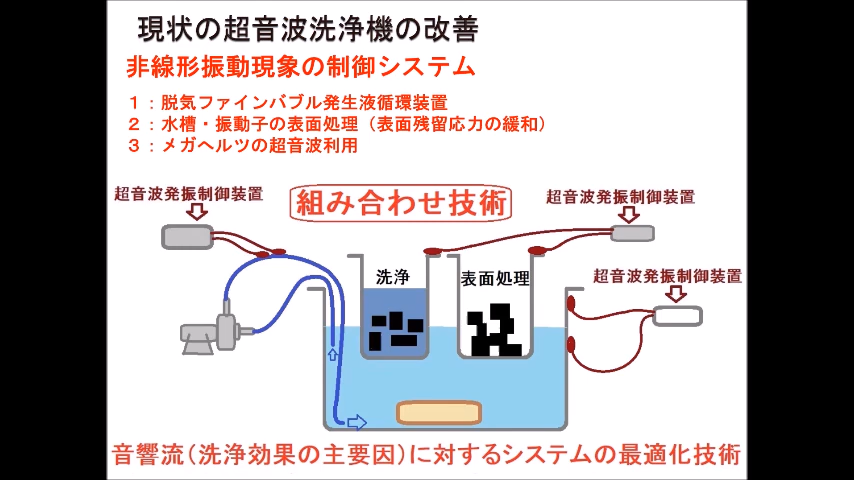 現状の超音波洗浄機の改善
非線形振動現象の制御システム
１：脱気ファインバブル発生液循環装置
２：水槽・振動子の表面処理（表面残留応力の緩和）
３：メガヘルツの超音波利用
超音波発振制御装置
組み合わせ技術
超音波発振制御装置
洗浄
表面処理
超音波発振制御装置
音響流（洗浄効果の主要因）に対するシステムの最適化技術